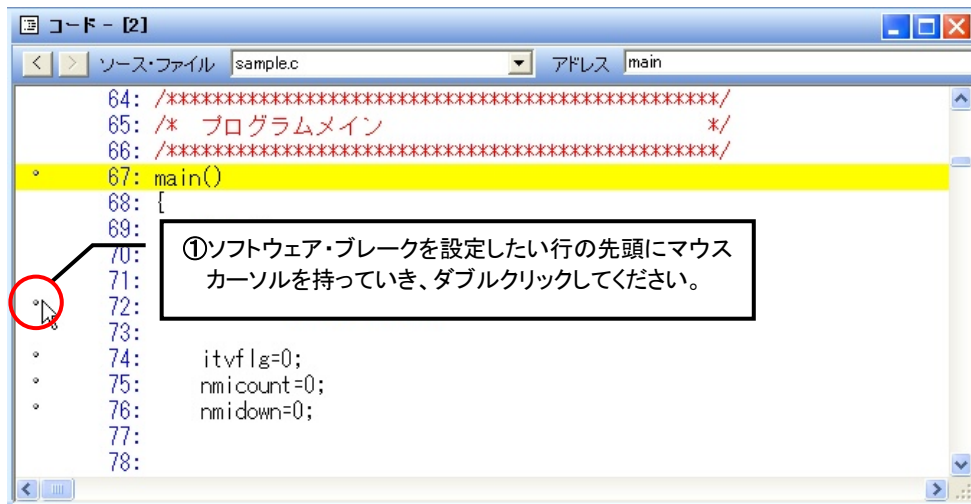 コード - [2]
< > ソース・ファイル sample.c アドレス main
64: /************************************************/
65: /* プログラムメイン */
66: /************************************************/
67: main()
68: {
69:
70:
71:
72:
73:
74: itvflg=0;
75: nmicount=0;
76: nmidown=0;
77:
78:
①ソフトウェア・ブレークを設定したい行の先頭にマウス
カーソルを持っていき、ダブルクリックしてください。